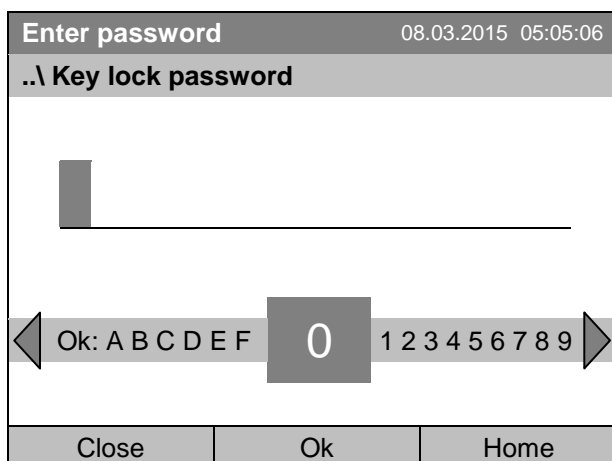 Enter password 08.03.2015 05:05:06
..\ Key lock password
Ok: A B C D E F 0 1 2 3 4 5 6 7 8 9
Close Ok Home